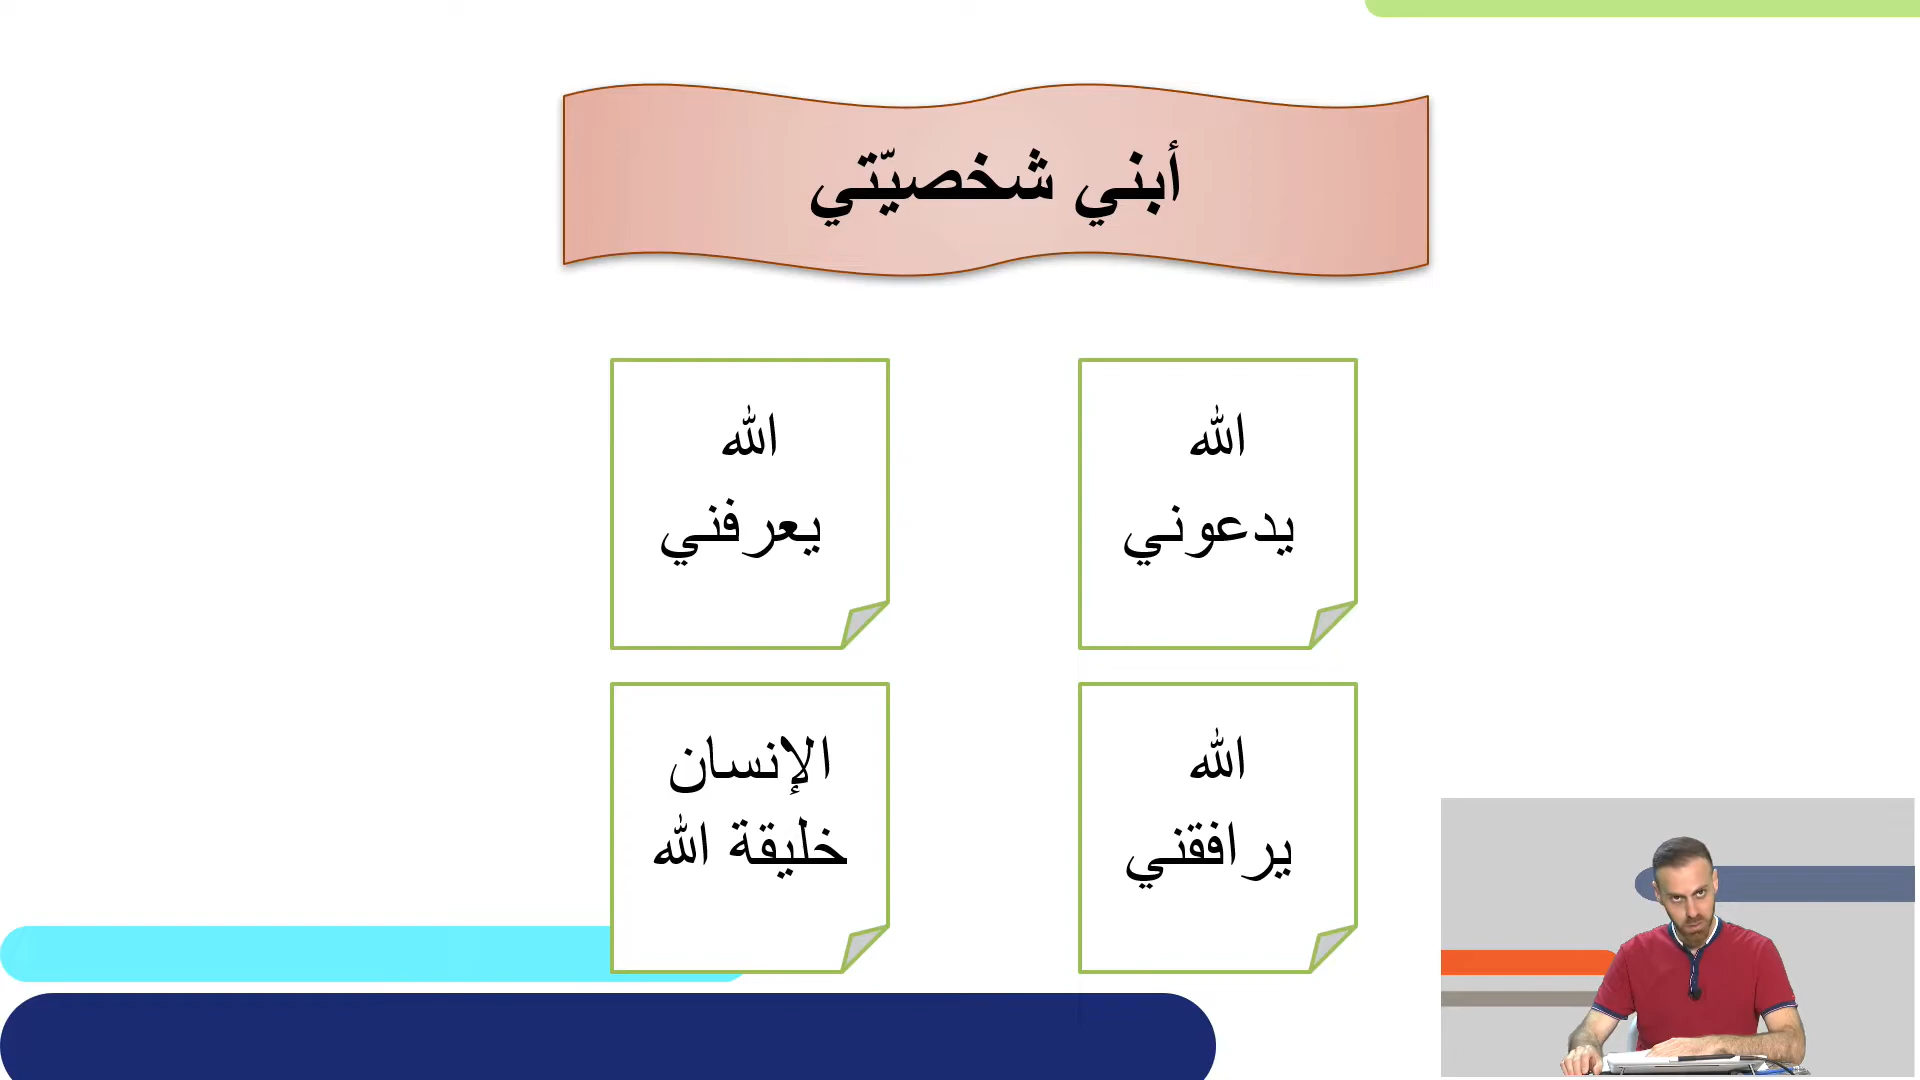 أبني شخصيّتي
الله
يدعوني
الله
يعرفني
الله
يرافقني
الإنسان
خليقة الله